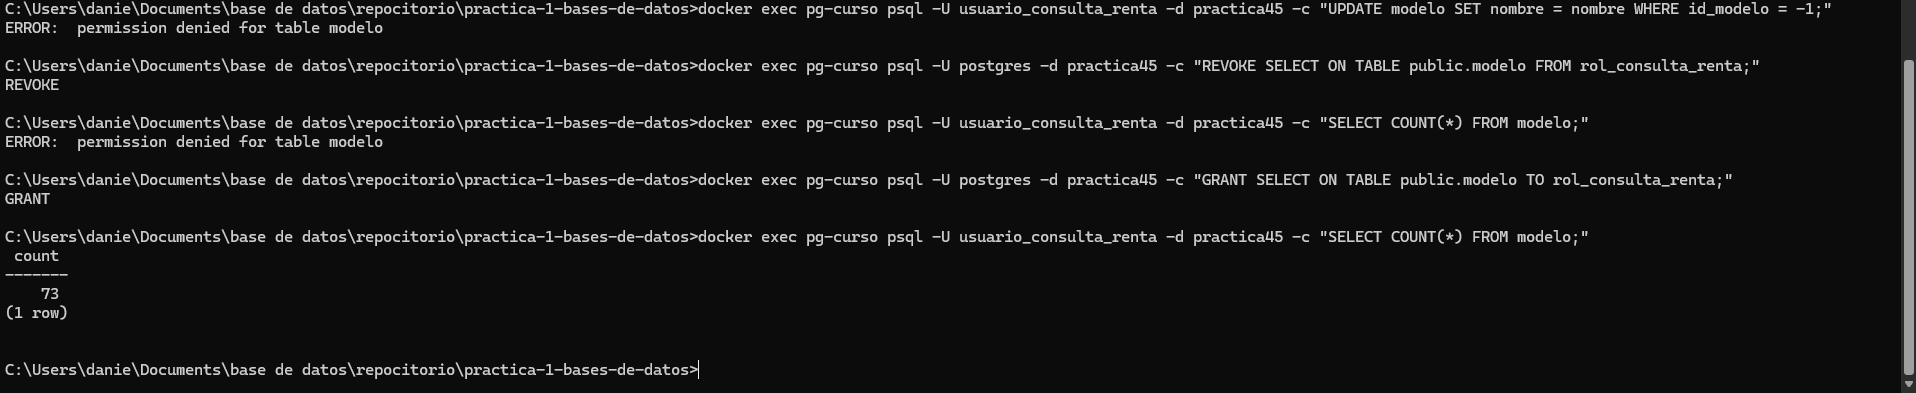 C:\Users\danie\Documents\base de datos\repocitorio\practica-1-bases-de-datos>docker exec pg-curso psql -U usuario_consulta_renta -d practica45 -c "UPDATE modelo SET nombre = nombre WHERE id_modelo = -1;"
ERROR:  permission denied for table modelo
C:\Users\danie\Documents\base de datos\repocitorio\practica-1-bases-de-datos>docker exec pg-curso psql -U postgres -d practica45 -c "REVOKE SELECT ON TABLE public.modelo FROM rol_consulta_renta;"
REVOKE
C:\Users\danie\Documents\base de datos\repocitorio\practica-1-bases-de-datos>docker exec pg-curso psql -U usuario_consulta_renta -d practica45 -c "SELECT COUNT(*) FROM modelo;"
ERROR:  permission denied for table modelo
C:\Users\danie\Documents\base de datos\repocitorio\practica-1-bases-de-datos>docker exec pg-curso psql -U postgres -d practica45 -c "GRANT SELECT ON TABLE public.modelo TO rol_consulta_renta;"
GRANT
C:\Users\danie\Documents\base de datos\repocitorio\practica-1-bases-de-datos>docker exec pg-curso psql -U usuario_consulta_renta -d practica45 -c "SELECT COUNT(*) FROM modelo;"
 count
-------
    73
(1 row)
C:\Users\danie\Documents\base de datos\repocitorio\practica-1-bases-de-datos>